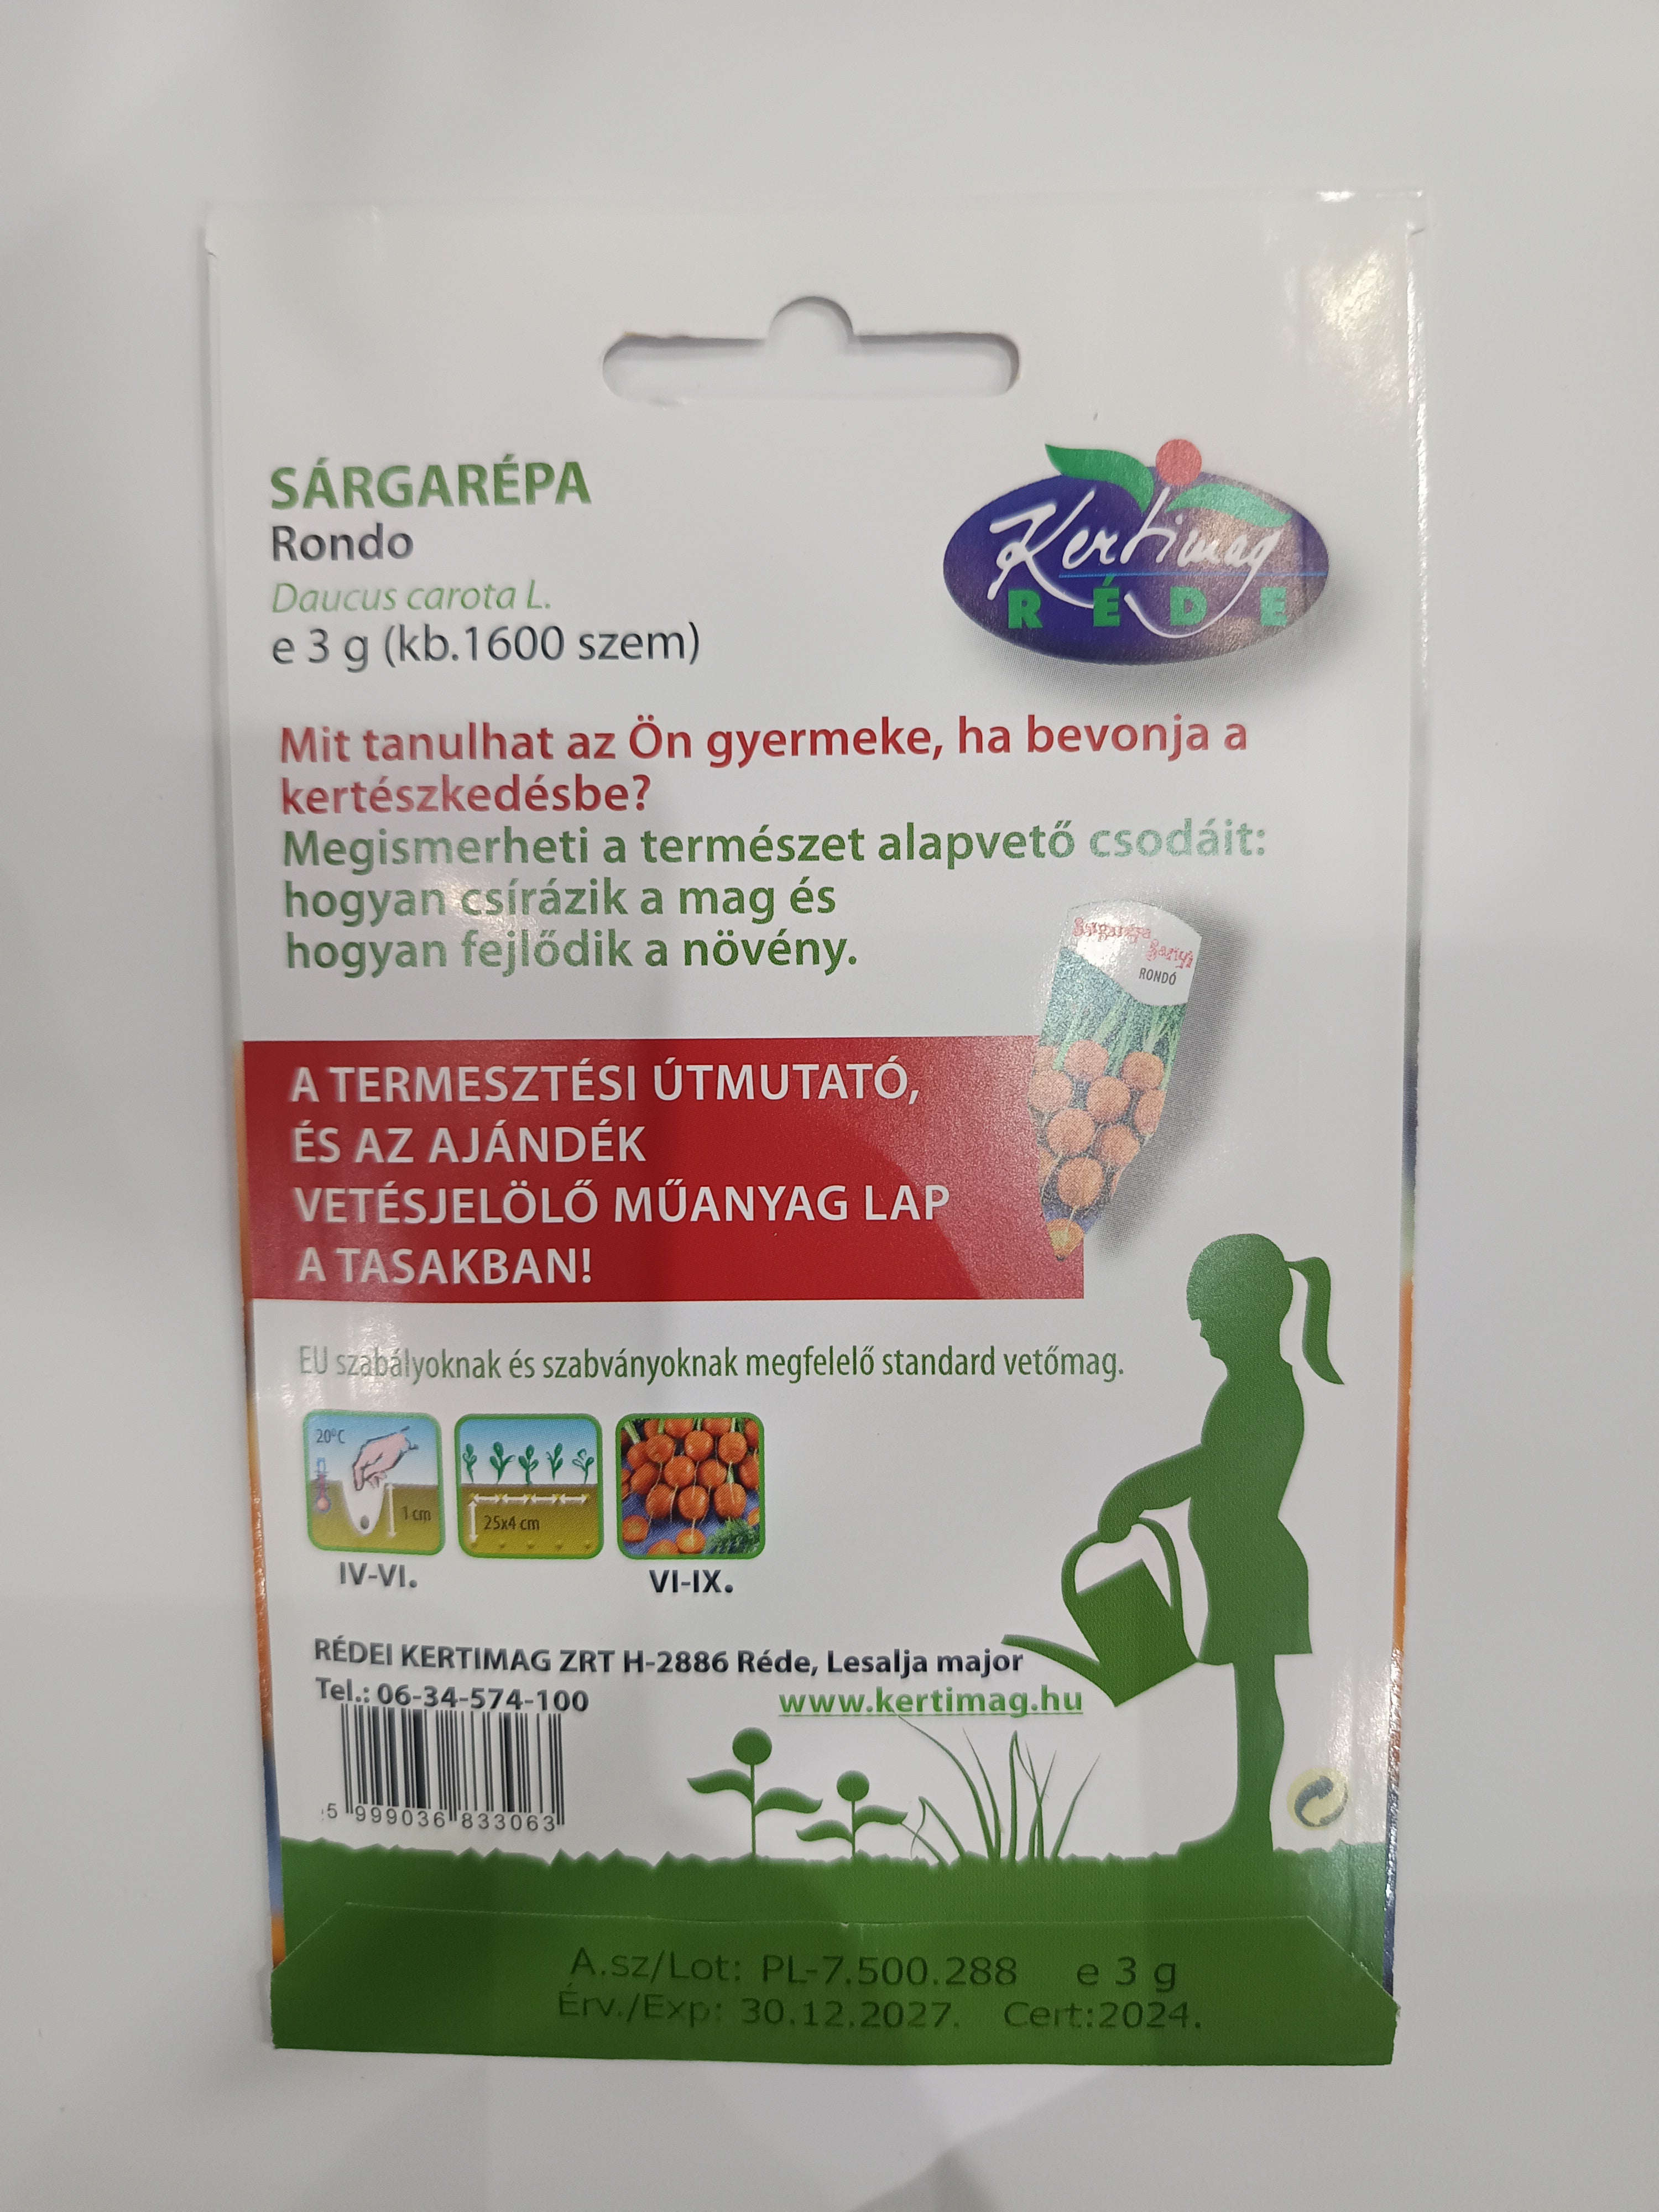 SÁRGARÉPA
Rondo
Daucus carota L.
e 3 g (kb.1600 szem)
Kertimag
RÉDE
Mit tanulhat az Ön gyermeke, ha bevonja a
kertészkedésbe?
Megismerheti a természet alapvető csodáit:
hogyan csírázik a mag és
hogyan fejlődik a növény.
Sárgarépa
Sanyi
RONDÓ
A TERMESZTÉSI ÚTMUTATÓ,
ÉS AZ AJÁNDÉK
VETÉSJELÖLŐ MŰANYAG LAP
A TASAKBAN!
EU szabályoknak és szabványoknak megfelelő standard vetőmag.
20°C
1 cm
25x4 cm
IV-VI.
VI-IX.
RÉDEI KERTIMAG ZRT H-2886 Réde, Lesalja major
Tel.: 06-34-574-100
www.kertimag.hu
5 999036 833063
A.sz/Lot: PL-7.500.288 e 3 g
Érv./Exp: 30.12.2027. Cert:2024.